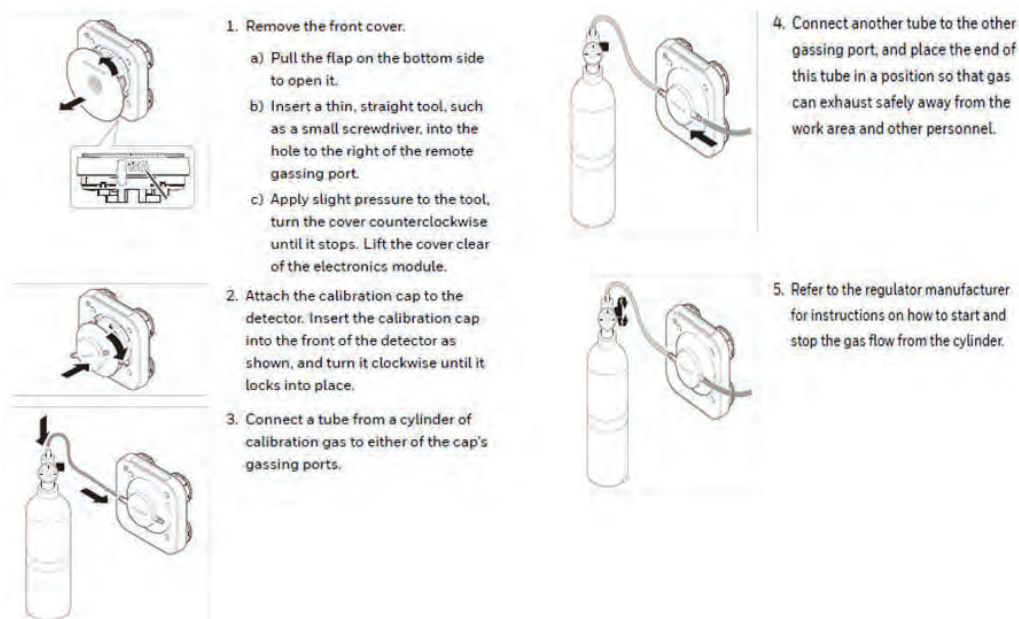 1. Remove the front cover.
a) Pull the flap on the bottom side
to open it.
b) Insert a thin, straight tool, such
as a small screwdriver, into the
hole to the right of the remote
gassing port.
c) Apply slight pressure to the tool,
turn the cover counterclockwise
until it stops. Lift the cover clear
of the electronics module.
2. Attach the calibration cap to the
detector. Insert the calibration cap
into the front of the detector as
shown, and turn it clockwise until it
locks into place.
3. Connect a tube from a cylinder of
calibration gas to either of the cap's
gassing ports.
4. Connect another tube to the other
gassing port, and place the end of
this tube in a position so that gas
can exhaust safely away from the
work area and other personnel.
5. Refer to the regulator manufacturer
for instructions on how to start and
stop the gas flow from the cylinder.